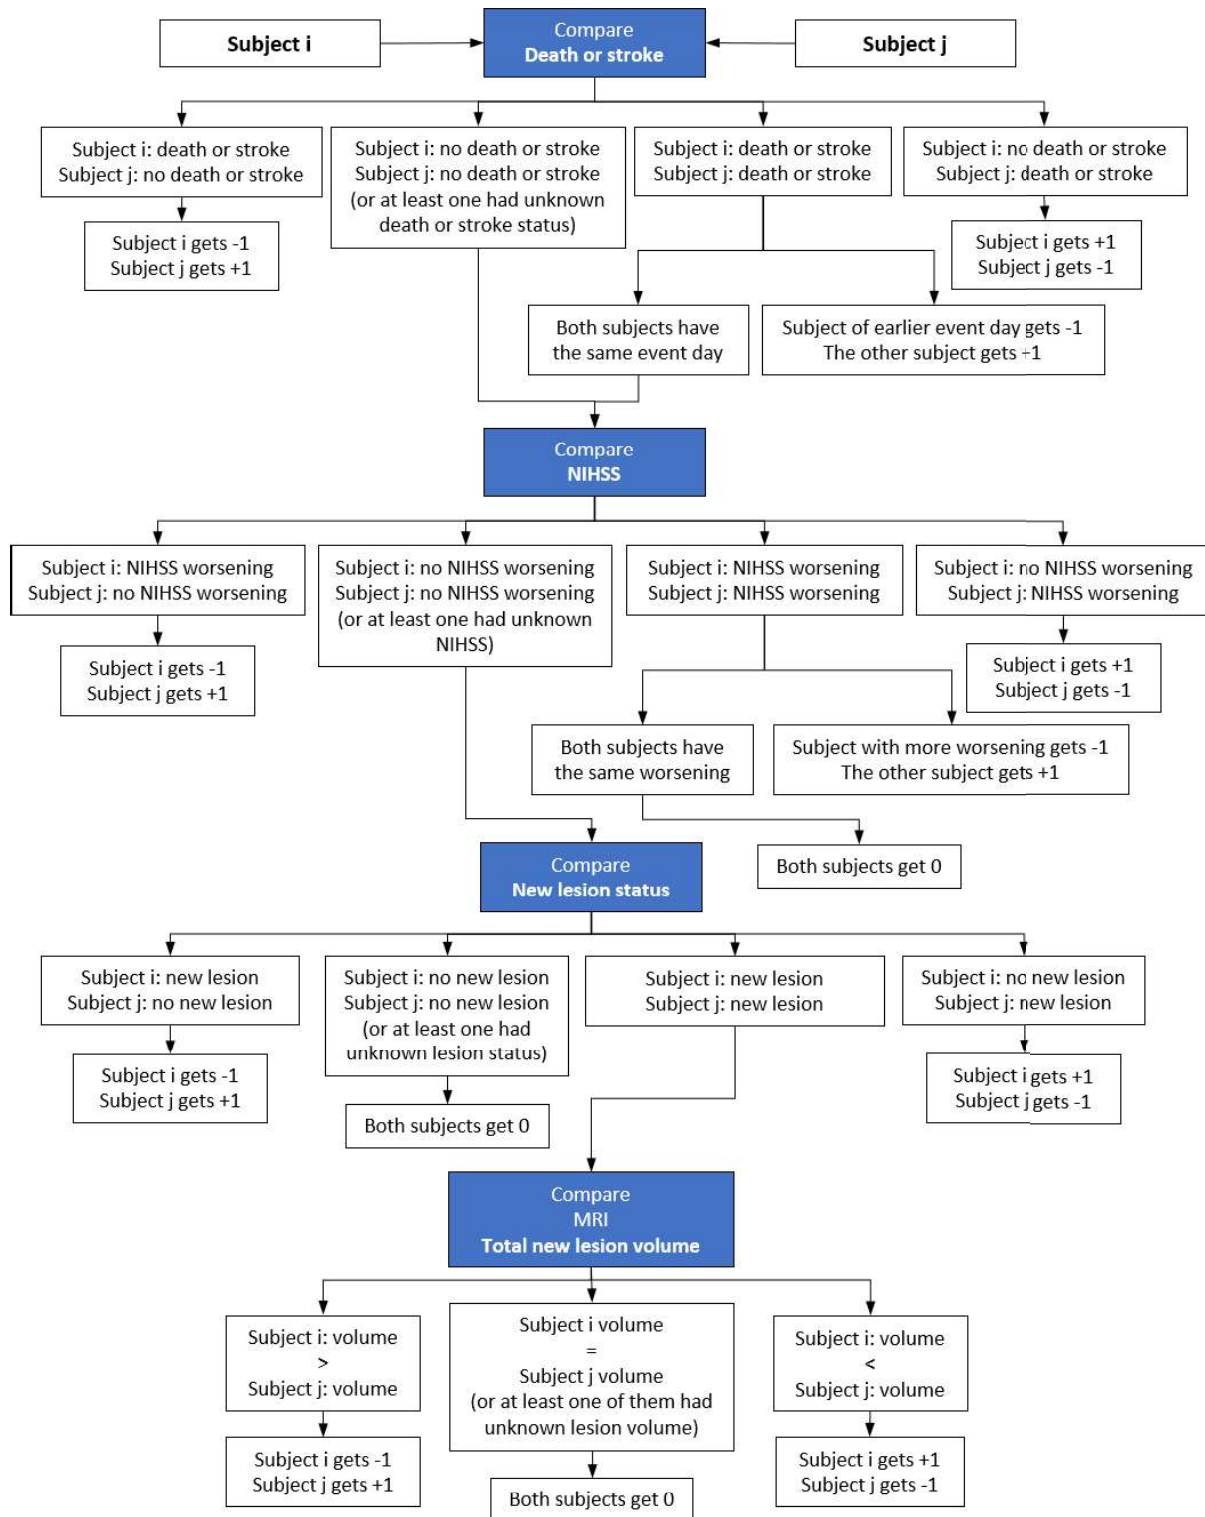 Subject i
Compare
Death or stroke
Subject j
Subject i: death or stroke
Subject j: no death or stroke
Subject i: no death or stroke
Subject j: no death or stroke
(or at least one had unknown
death or stroke status)
Subject i: death or stroke
Subject j: death or stroke
Subject i: no death or stroke
Subject j: death or stroke
Subject i gets -1
Subject j gets +1
Subject i gets +1
Subject j gets -1
Both subjects have
the same event day
Subject of earlier event day gets -1
The other subject gets +1
Compare
NIHSS
Subject i: NIHSS worsening
Subject j: no NIHSS worsening
Subject i: no NIHSS worsening
Subject j: no NIHSS worsening
(or at least one had unknown
NIHSS)
Subject i: NIHSS worsening
Subject j: NIHSS worsening
Subject i: no NIHSS worsening
Subject j: NIHSS worsening
Subject i gets -1
Subject j gets +1
Subject i gets +1
Subject j gets -1
Both subjects have
the same worsening
Subject with more worsening gets -1
The other subject gets +1
Both subjects get 0
Compare
New lesion status
Subject i: new lesion
Subject j: no new lesion
Subject i: no new lesion
Subject j: no new lesion
(or at least one had
unknown lesion status)
Subject i: new lesion
Subject j: new lesion
Subject i: no new lesion
Subject j: new lesion
Subject i gets -1
Subject j gets +1
Both subjects get 0
Subject i gets +1
Subject j gets -1
Compare
MRI
Total new lesion volume
Subject i: volume
>
Subject j: volume
Subject i volume
=
Subject j volume
(or at least one of them had
unknown lesion volume)
Subject i: volume
<
Subject j: volume
Subject i gets -1
Subject j gets +1
Both subjects get 0
Subject i gets +1
Subject j gets -1